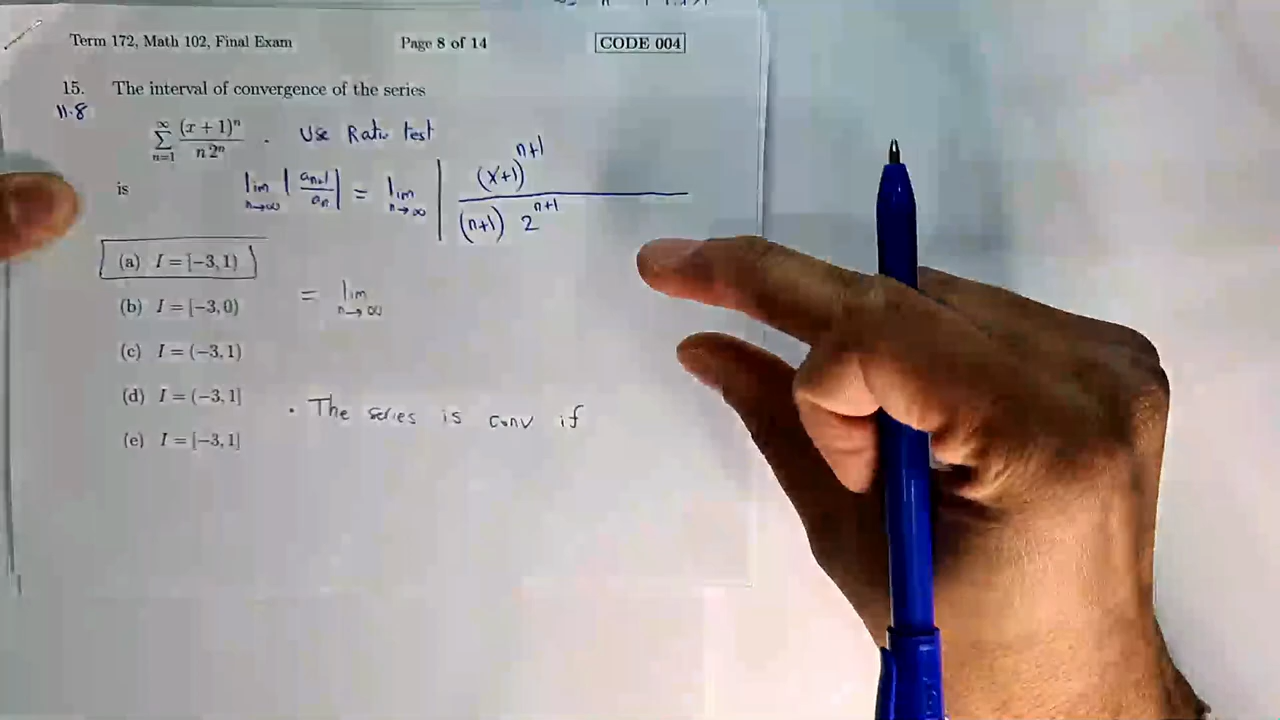 Term 172, Math 102, Final Exam Page 8 of 14 CODE 004
15. The interval of convergence of the series
11.8
∑_{n=1}^{∞} (x + 1)^n / (n 2^n) . Use Ratio test
is lim_{n→∞} | a_{n+1} / a_n | = lim_{n→∞} | (x+1)^{n+1} / (n+1) 2^{n+1}
(a) I = [−3, 1)
(b) I = [−3, 0) = lim_{n→∞}
(c) I = (−3, 1)
(d) I = (−3, 1]
. The series is conv if
(e) I = [−3, 1]